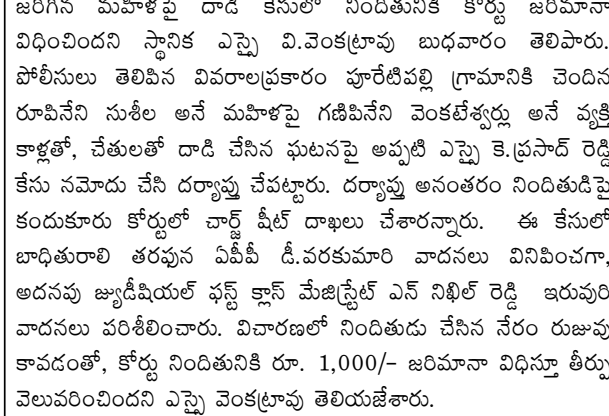 జరిగిన మహిళపై దాడి కేసులో నిందితునికి కోర్టు జరిమానా
విధించిందని స్థానిక ఎస్సై వి.వెంకట్రావు బుధవారం తెలిపారు.
పోలీసులు తెలిపిన వివరాలప్రకారం పూరేటిపల్లి గ్రామానికి చెందిన
రూపినేని సుశీల అనే మహిళపై గణిపినేని వెంకటేశ్వర్లు అనే వ్యక్తి
కాళ్లతో, చేతులతో దాడి చేసిన ఘటనపై అప్పటి ఎస్సై కె.ప్రసాద్ రెడ్డి
కేసు నమోదు చేసి దర్యాప్తు చేపట్టారు. దర్యాప్తు అనంతరం నిందితుడిపై
కందుకూరు కోర్టులో చార్జ్ షీట్ దాఖలు చేశారన్నారు. ఈ కేసులో
బాధితురాలి తరఫున ఏపీపీ డీ.వరకుమారి వాదనలు వినిపించగా,
అదనపు జ్యుడీషియల్ ఫస్ట్ క్లాస్ మేజిస్ట్రేట్ ఎన్ నిఖిల్ రెడ్డి ఇరువురి
వాదనలు పరిశీలించారు. విచారణలో నిందితుడు చేసిన నేరం రుజువు
కావడంతో, కోర్టు నిందితునికి రూ. 1,000/- జరిమానా విధిస్తూ తీర్పు
వెలువరించిందని ఎస్సై వెంకట్రావు తెలియజేశారు.